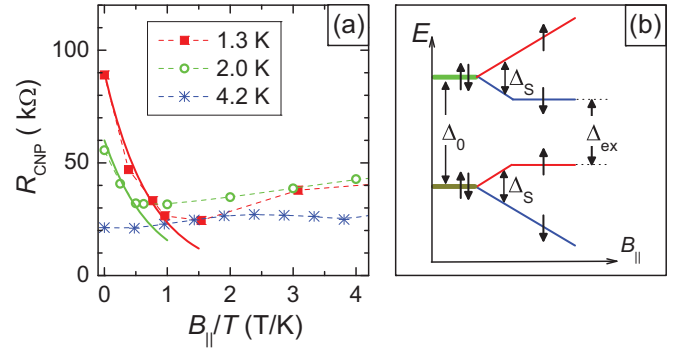 (a)
100
50
0
R_CNP ( kΩ)
1.3 K
2.0 K
4.2 K
0 1 2 3 4
B_||/T (T/K)
(b)
E
Δ_S
Δ_0
Δ_ex
Δ_S
B_||